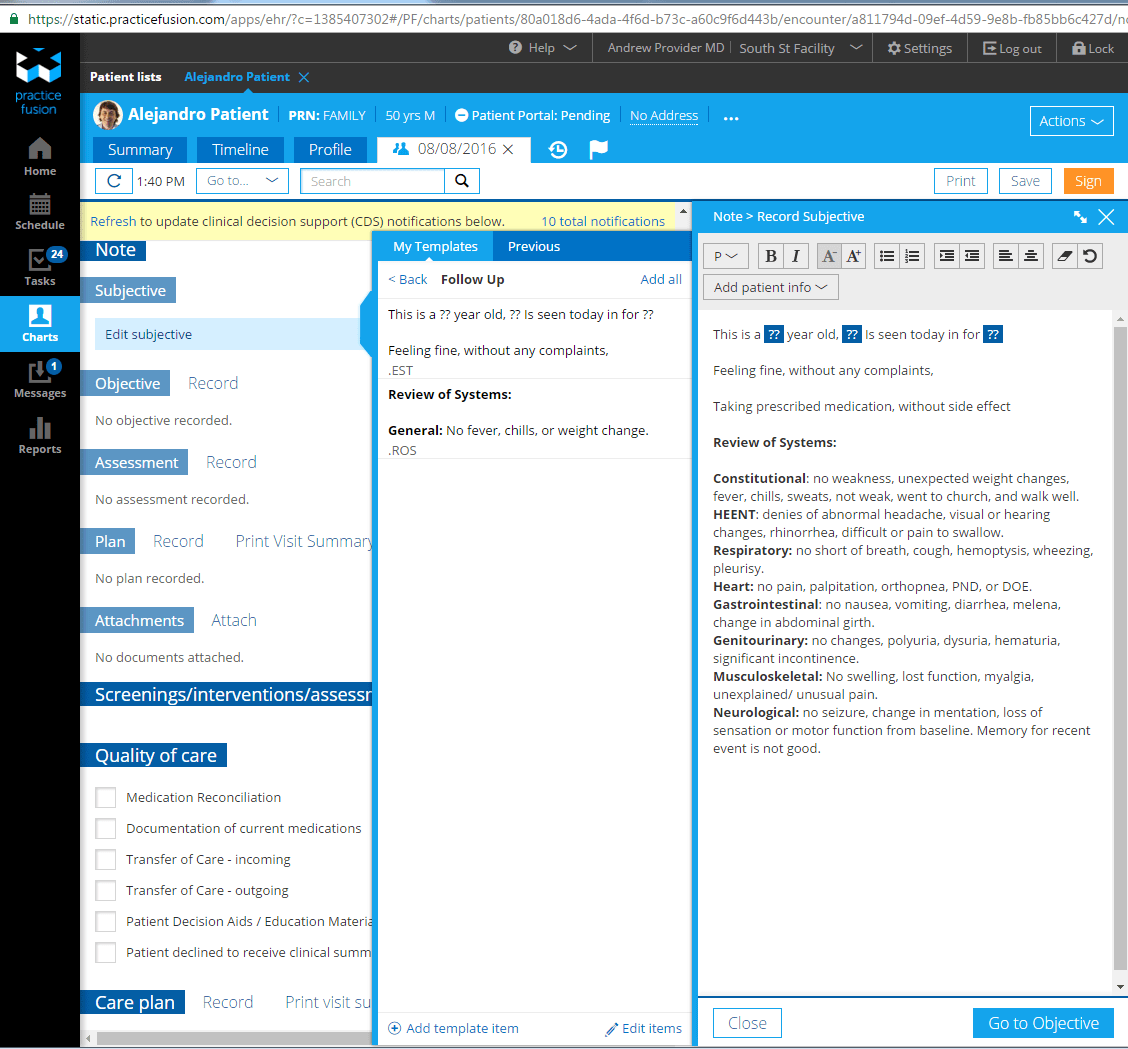 https://static.practicefusion.com/apps/ehr/?c=1385407302#/PF/charts/patients/80a018d6-4ada-4f6d-b73c-a60c9f6d443b/encounter/a811794d-09ef-4d59-9e8b-fb85bb6c427d/n
practice
fusion
Help
Andrew Provider MD
South St Facility
Settings
Log out
Lock
Patient lists
Alejandro Patient
Alejandro Patient
PRN: FAMILY
50 yrs M
Patient Portal: Pending
No Address
...
Actions
Summary
Timeline
Profile
08/08/2016
1:40 PM
Go to...
Search
Print
Save
Sign
Home
Schedule
24
Tasks
Charts
1
Messages
Reports
Refresh to update clinical decision support (CDS) notifications below.
10 total notifications
Note
Subjective
Edit subjective
Objective
Record
No objective recorded.
Assessment
Record
No assessment recorded.
Plan
Record
Print Visit Summary
No plan recorded.
Attachments
Attach
No documents attached.
Screenings/interventions/assessm
Quality of care
Medication Reconciliation
Documentation of current medications
Transfer of Care - incoming
Transfer of Care - outgoing
Patient Decision Aids / Education Materia
Patient declined to receive clinical summ
Care plan
Record
Print visit su
My Templates
Previous
< Back
Follow Up
Add all
This is a ?? year old, ?? Is seen today in for ??
Feeling fine, without any complaints,
.EST
Review of Systems:
General: No fever, chills, or weight change.
.ROS
Add template item
Edit items
Note > Record Subjective
P
B
I
A-
A+
Add patient info
This is a ?? year old, ?? Is seen today in for ??
Feeling fine, without any complaints,
Taking prescribed medication, without side effect
Review of Systems:
Constitutional: no weakness, unexpected weight changes,
fever, chills, sweats, not weak, went to church, and walk well.
HEENT: denies of abnormal headache, visual or hearing
changes, rhinorrhea, difficult or pain to swallow.
Respiratory: no short of breath, cough, hemoptysis, wheezing,
pleurisy.
Heart: no pain, palpitation, orthopnea, PND, or DOE.
Gastrointestinal: no nausea, vomiting, diarrhea, melena,
change in abdominal girth.
Genitourinary: no changes, polyuria, dysuria, hematuria,
significant incontinence.
Musculoskeletal: No swelling, lost function, myalgia,
unexplained/ unusual pain.
Neurological: no seizure, change in mentation, loss of
sensation or motor function from baseline. Memory for recent
event is not good.
Close
Go to Objective